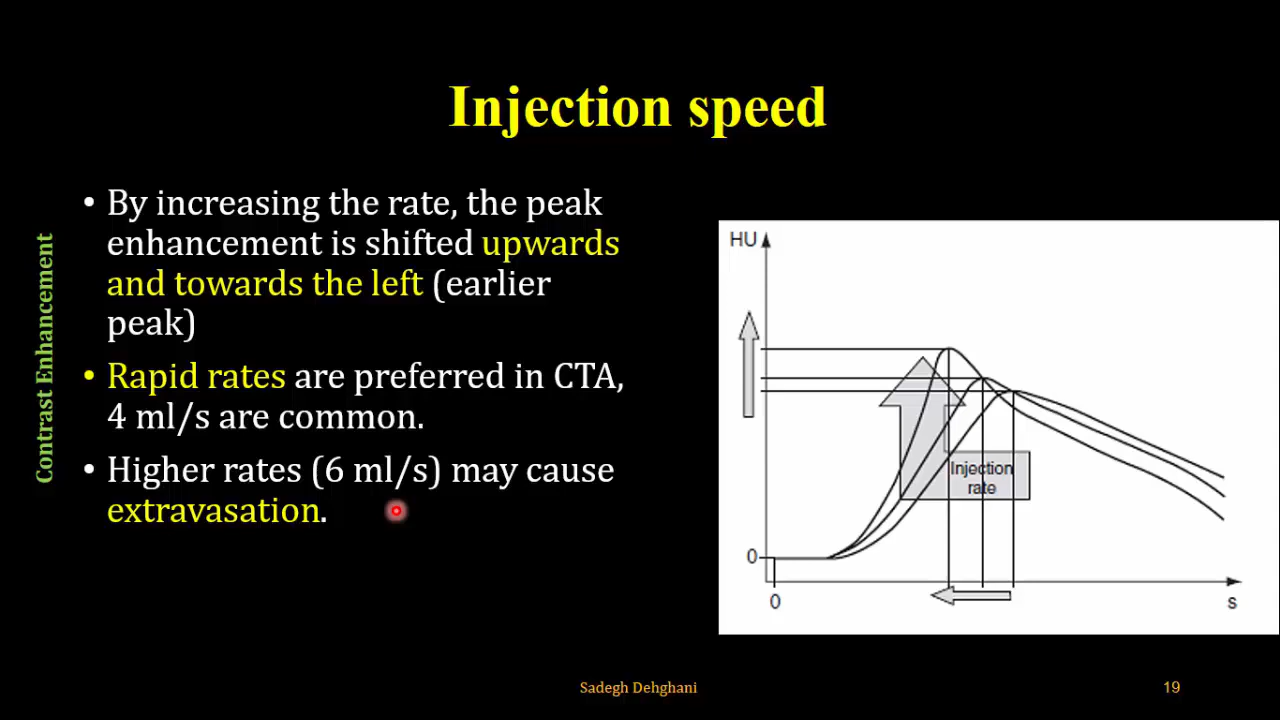 Injection speed
Contrast Enhancement
• By increasing the rate, the peak
enhancement is shifted upwards
and towards the left (earlier
peak)
• Rapid rates are preferred in CTA,
4 ml/s are common.
• Higher rates (6 ml/s) may cause
extravasation.
HU
Injection
rate
0
0
s
Sadegh Dehghani
19